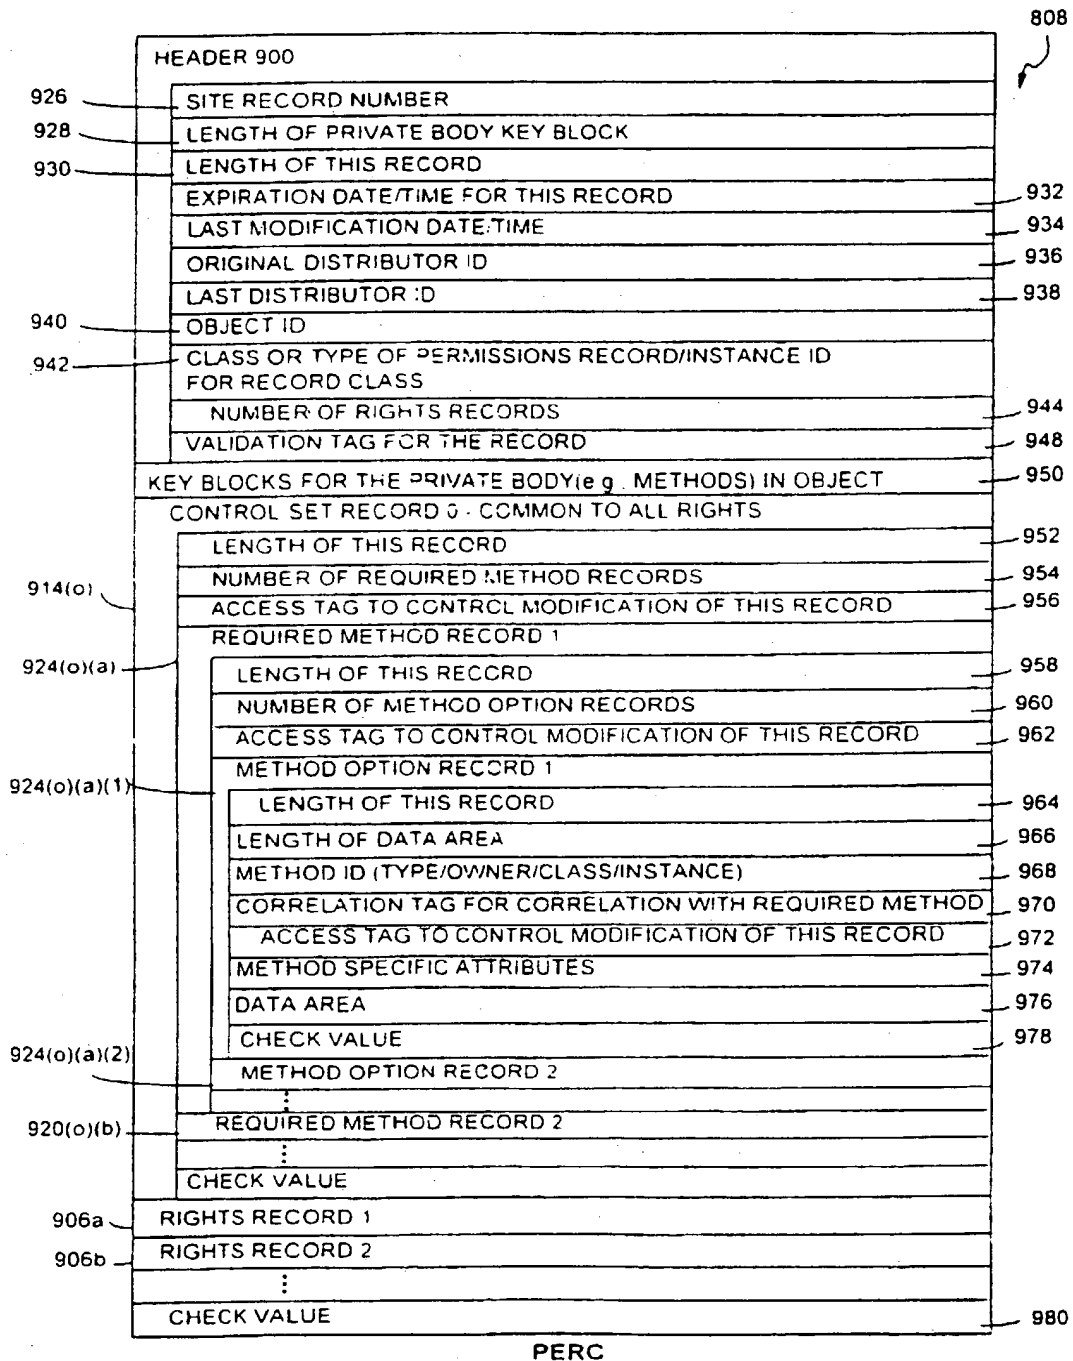 808
HEADER 900
926 SITE RECORD NUMBER
928 LENGTH OF PRIVATE BODY KEY BLOCK
930 LENGTH OF THIS RECORD
EXPIRATION DATE/TIME FOR THIS RECORD 932
LAST MODIFICATION DATE/TIME 934
ORIGINAL DISTRIBUTOR ID 936
LAST DISTRIBUTOR ID 938
940 OBJECT ID
942 CLASS OR TYPE OF PERMISSIONS RECORD/INSTANCE ID
FOR RECORD CLASS
NUMBER OF RIGHTS RECORDS 944
VALIDATION TAG FOR THE RECORD 948
KEY BLOCKS FOR THE PRIVATE BODY(e g . METHODS) IN OBJECT 950
CONTROL SET RECORD 0 - COMMON TO ALL RIGHTS
LENGTH OF THIS RECORD 952
NUMBER OF REQUIRED METHOD RECORDS 954
914(o)
ACCESS TAG TO CONTROL MODIFICATION OF THIS RECORD 956
REQUIRED METHOD RECORD 1
924(o)(a)
LENGTH OF THIS RECORD 958
NUMBER OF METHOD OPTION RECORDS 960
ACCESS TAG TO CONTROL MODIFICATION OF THIS RECORD 962
METHOD OPTION RECORD 1
924(o)(a)(1)
LENGTH OF THIS RECORD 964
LENGTH OF DATA AREA 966
METHOD ID (TYPE/OWNER/CLASS/INSTANCE) 968
CORRELATION TAG FOR CORRELATION WITH REQUIRED METHOD 970
ACCESS TAG TO CONTROL MODIFICATION OF THIS RECORD 972
METHOD SPECIFIC ATTRIBUTES 974
DATA AREA 976
CHECK VALUE 978
924(o)(a)(2)
METHOD OPTION RECORD 2
920(o)(b) REQUIRED METHOD RECORD 2
CHECK VALUE
906a RIGHTS RECORD 1
906b RIGHTS RECORD 2
CHECK VALUE 980
PERC